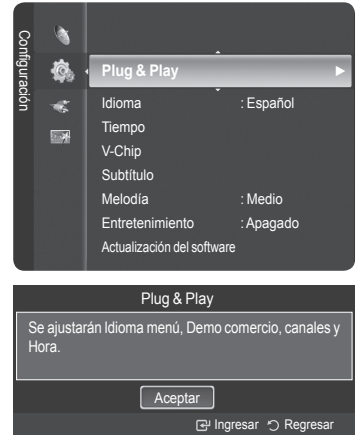 Configuración
Plug & Play
Idioma : Español
Tiempo
V-Chip
Subtítulo
Melodía : Medio
Entretenimiento : Apagado
Actualización del software
Plug & Play
Se ajustarán Idioma menú, Demo comercio, canales y
Hora.
Aceptar
Ingresar Regresar